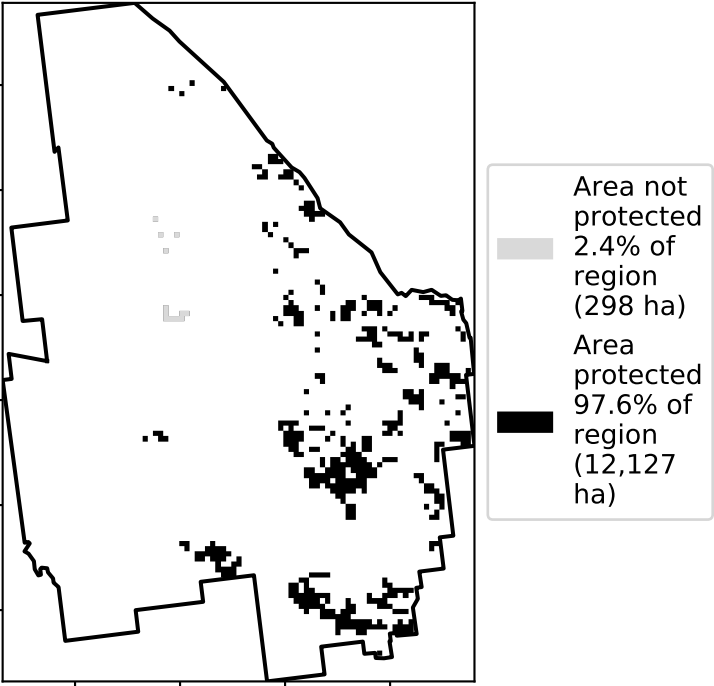 Area not
protected
2.4% of
region
(298 ha)
Area
protected
97.6% of
region
(12,127
ha)